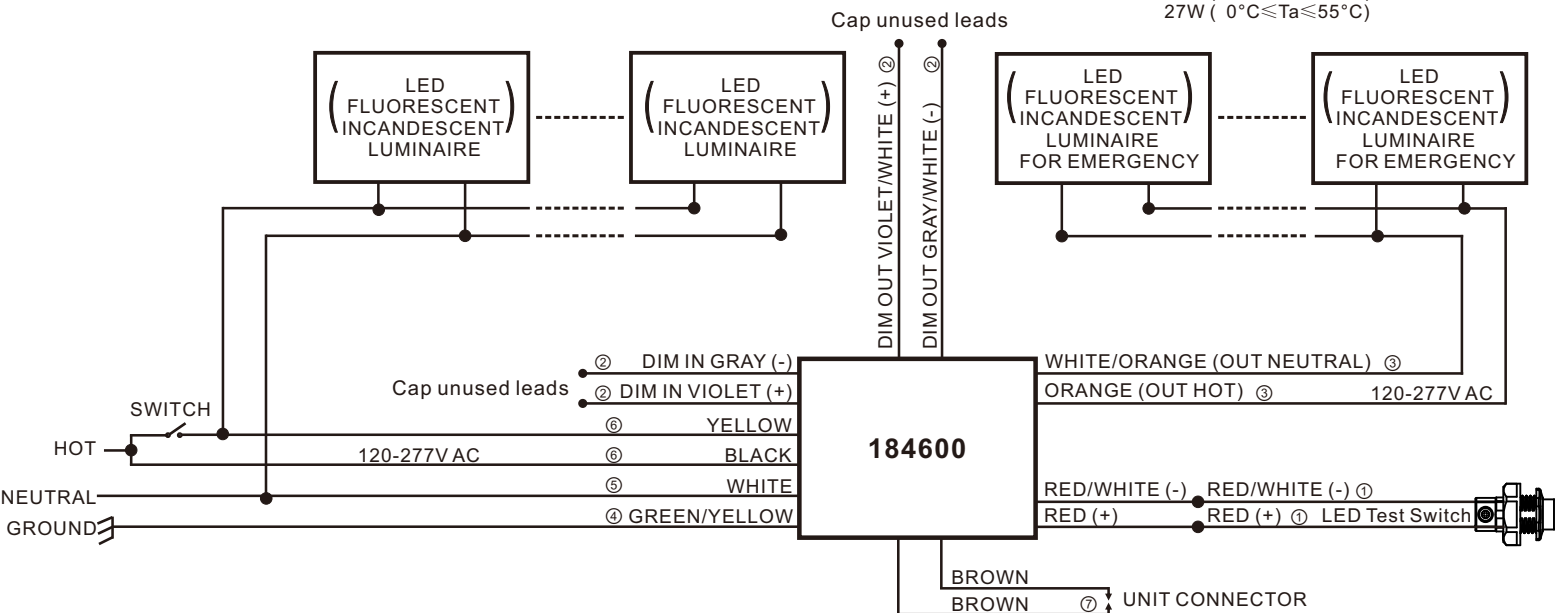 27W ( 0°C≤Ta≤55°C)
Cap unused leads
LED
FLUORESCENT
INCANDESCENT
LUMINAIRE
LED
FLUORESCENT
INCANDESCENT
LUMINAIRE
DIM OUT VIOLET/WHITE (+) ②
DIM OUT GRAY/WHITE (-) ②
LED
FLUORESCENT
INCANDESCENT
LUMINAIRE
FOR EMERGENCY
LED
FLUORESCENT
INCANDESCENT
LUMINAIRE
FOR EMERGENCY
② DIM IN GRAY (-)
Cap unused leads
② DIM IN VIOLET (+)
SWITCH
⑥ YELLOW
HOT
120-277V AC
⑥ BLACK
⑤ WHITE
NEUTRAL
④ GREEN/YELLOW
GROUND
184600
WHITE/ORANGE (OUT NEUTRAL) ③
ORANGE (OUT HOT) ③
120-277V AC
RED/WHITE (-)
RED/WHITE (-) ①
RED (+)
RED (+) ①
LED Test Switch
BROWN
BROWN
⑦
UNIT CONNECTOR